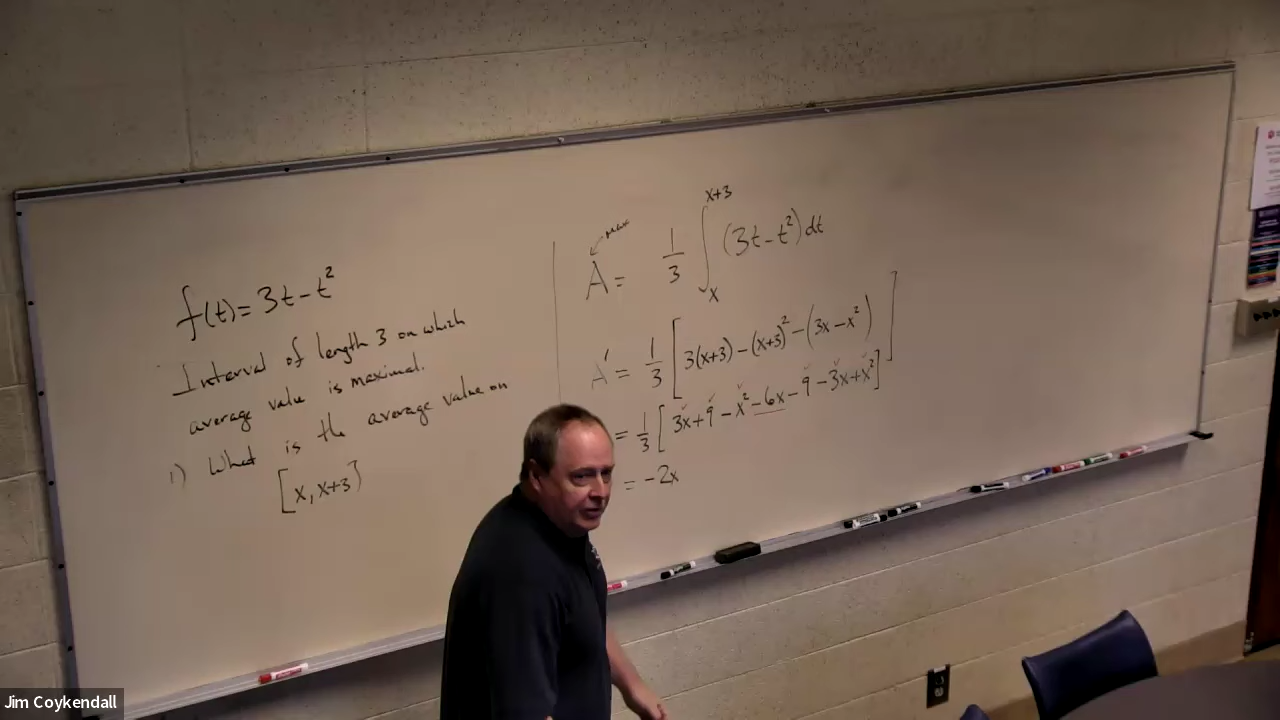 f(t) = 3t - t²
Interval of length 3 on which
average value is maximal.
1) What is the average value on
[x, x+3]
max
A = 1/3 ∫ₓˣ⁺³ (3t - t²) dt
A' = 1/3 [3(x+3) - (x+3)² - (3x - x²)]
= 1/3 [3x + 9 - x² - 6x - 9 - 3x + x²]
= -2x
Jim Coykendall